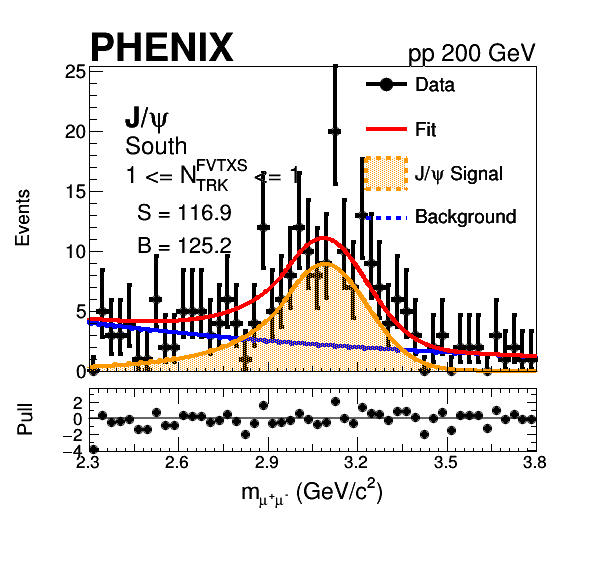 PHENIX pp 200 GeV
25
20
15
10
5
0
Events
J/ψ
South
1 <= N_TRK^FVTXS <= 1
S = 116.9
B = 125.2
Data
Fit
J/ψ Signal
Background
Pull
2
0
−2
−4
2.3 2.6 2.9 3.2 3.5 3.8
m_μ⁺μ⁻ (GeV/c²)